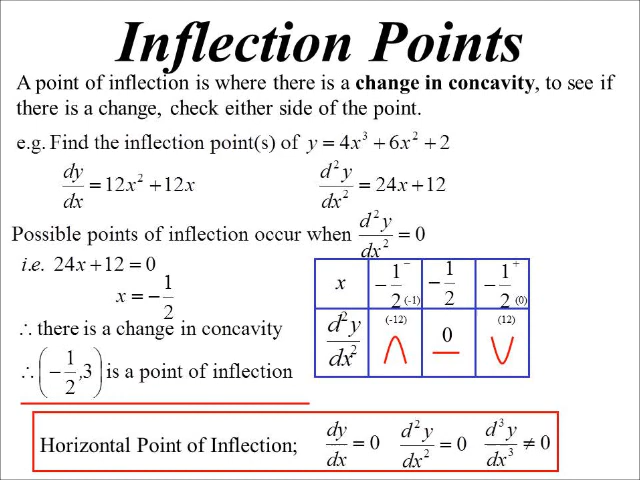 Inflection Points
A point of inflection is where there is a change in concavity, to see if
there is a change, check either side of the point.
e.g. Find the inflection point(s) of y = 4x³ + 6x² + 2
dy/dx = 12x² + 12x    d²y/dx² = 24x + 12
Possible points of inflection occur when d²y/dx² = 0
i.e. 24x + 12 = 0
x = −1/2
x    −1/2⁻ (-1)    −1/2    −1/2⁺ (0)
d²y/dx²    (-12)    0    (12)
∴ there is a change in concavity
∴ (−1/2, 3) is a point of inflection
Horizontal Point of Inflection; dy/dx = 0    d²y/dx² = 0    d³y/dx³ ≠ 0